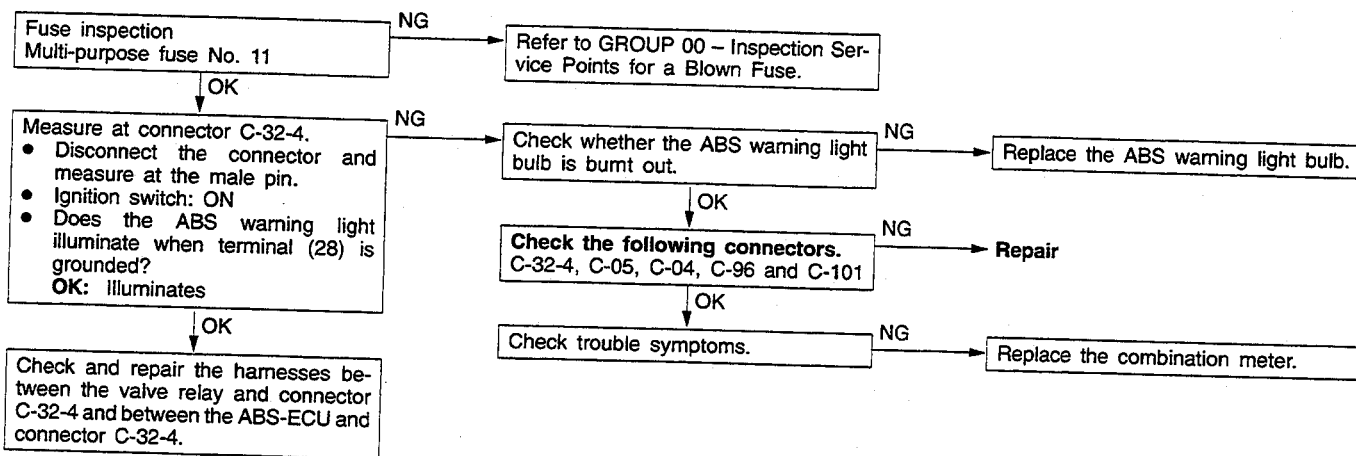 Fuse inspection
Multi-purpose fuse No. 11
NG
Refer to GROUP 00 – Inspection Ser-
vice Points for a Blown Fuse.
OK
Measure at connector C-32-4.
● Disconnect the connector and
measure at the male pin.
● Ignition switch: ON
● Does the ABS warning light
illuminate when terminal (28) is
grounded?
OK: Illuminates
NG
Check whether the ABS warning light
bulb is burnt out.
NG
Replace the ABS warning light bulb.
OK
Check the following connectors.
C-32-4, C-05, C-04, C-96 and C-101
NG
Repair
OK
Check trouble symptoms.
NG
Replace the combination meter.
OK
Check and repair the harnesses be-
tween the valve relay and connector
C-32-4 and between the ABS-ECU and
connector C-32-4.